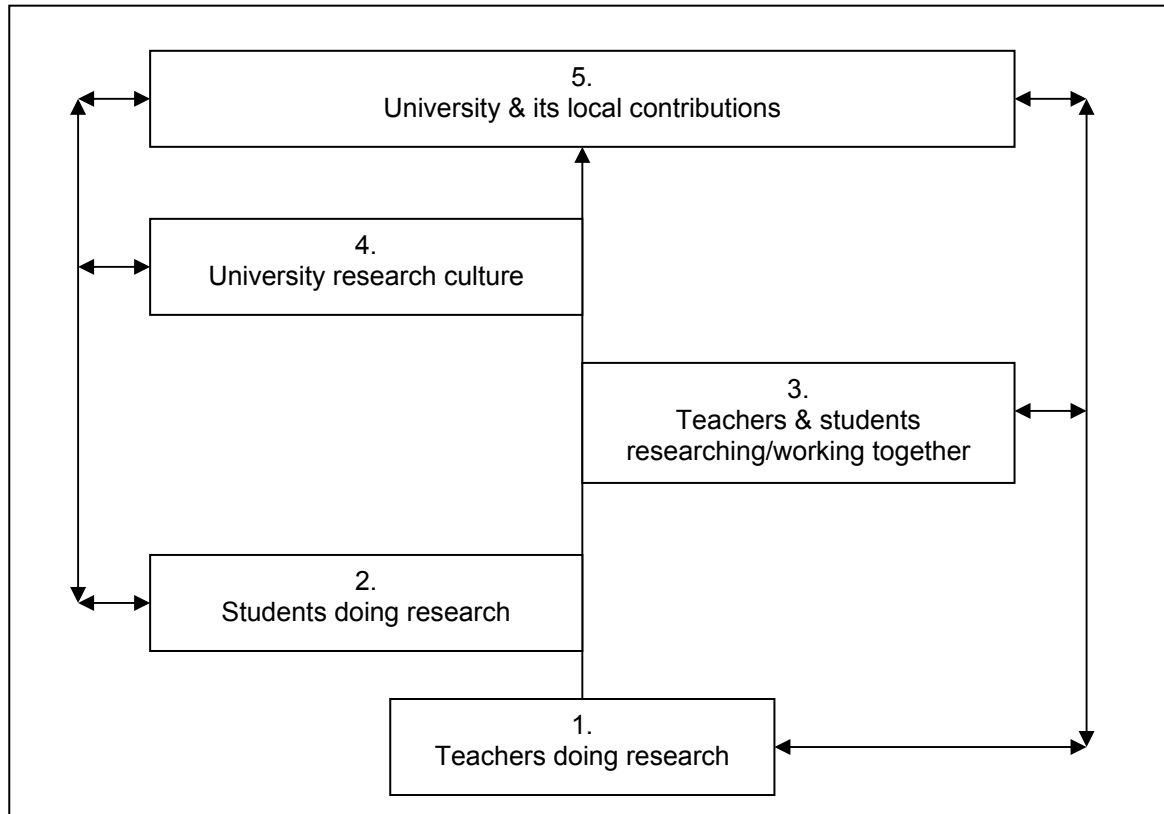 5.
University & its local contributions
4.
University research culture
3.
Teachers & students
researching/working together
2.
Students doing research
1.
Teachers doing research